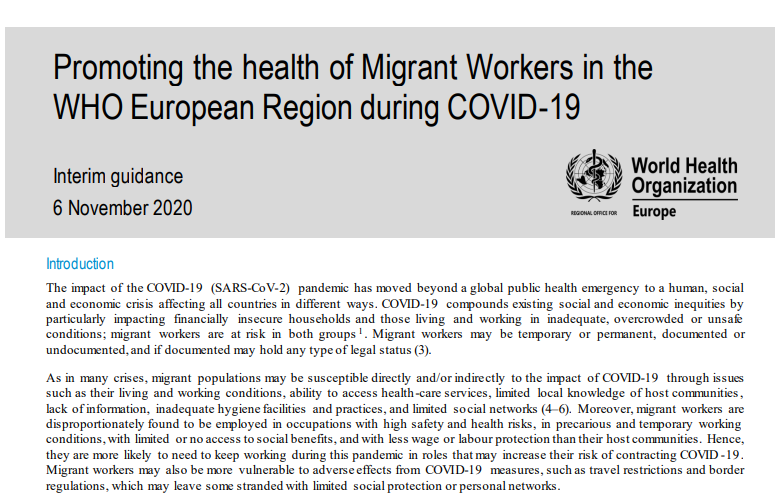 Promoting the health of Migrant Workers in the
WHO European Region during COVID-19
Interim guidance
6 November 2020
World Health
Organization
REGIONAL OFFICE FOR Europe
Introduction
The impact of the COVID-19 (SARS-CoV-2) pandemic has moved beyond a global public health emergency to a human, social
and economic crisis affecting all countries in different ways. COVID-19 compounds existing social and economic inequities by
particularly impacting financially insecure households and those living and working in inadequate, overcrowded or unsafe
conditions; migrant workers are at risk in both groups¹. Migrant workers may be temporary or permanent, documented or
undocumented, and if documented may hold any type of legal status (3).
As in many crises, migrant populations may be susceptible directly and/or indirectly to the impact of COVID-19 through issues
such as their living and working conditions, ability to access health-care services, limited local knowledge of host communities,
lack of information, inadequate hygiene facilities and practices, and limited social networks (4–6). Moreover, migrant workers are
disproportionately found to be employed in occupations with high safety and health risks, in precarious and temporary working
conditions, with limited or no access to social benefits, and with less wage or labour protection than their host communities. Hence,
they are more likely to need to keep working during this pandemic in roles that may increase their risk of contracting COVID-19.
Migrant workers may also be more vulnerable to adverse effects from COVID-19 measures, such as travel restrictions and border
regulations, which may leave some stranded with limited social protection or personal networks.